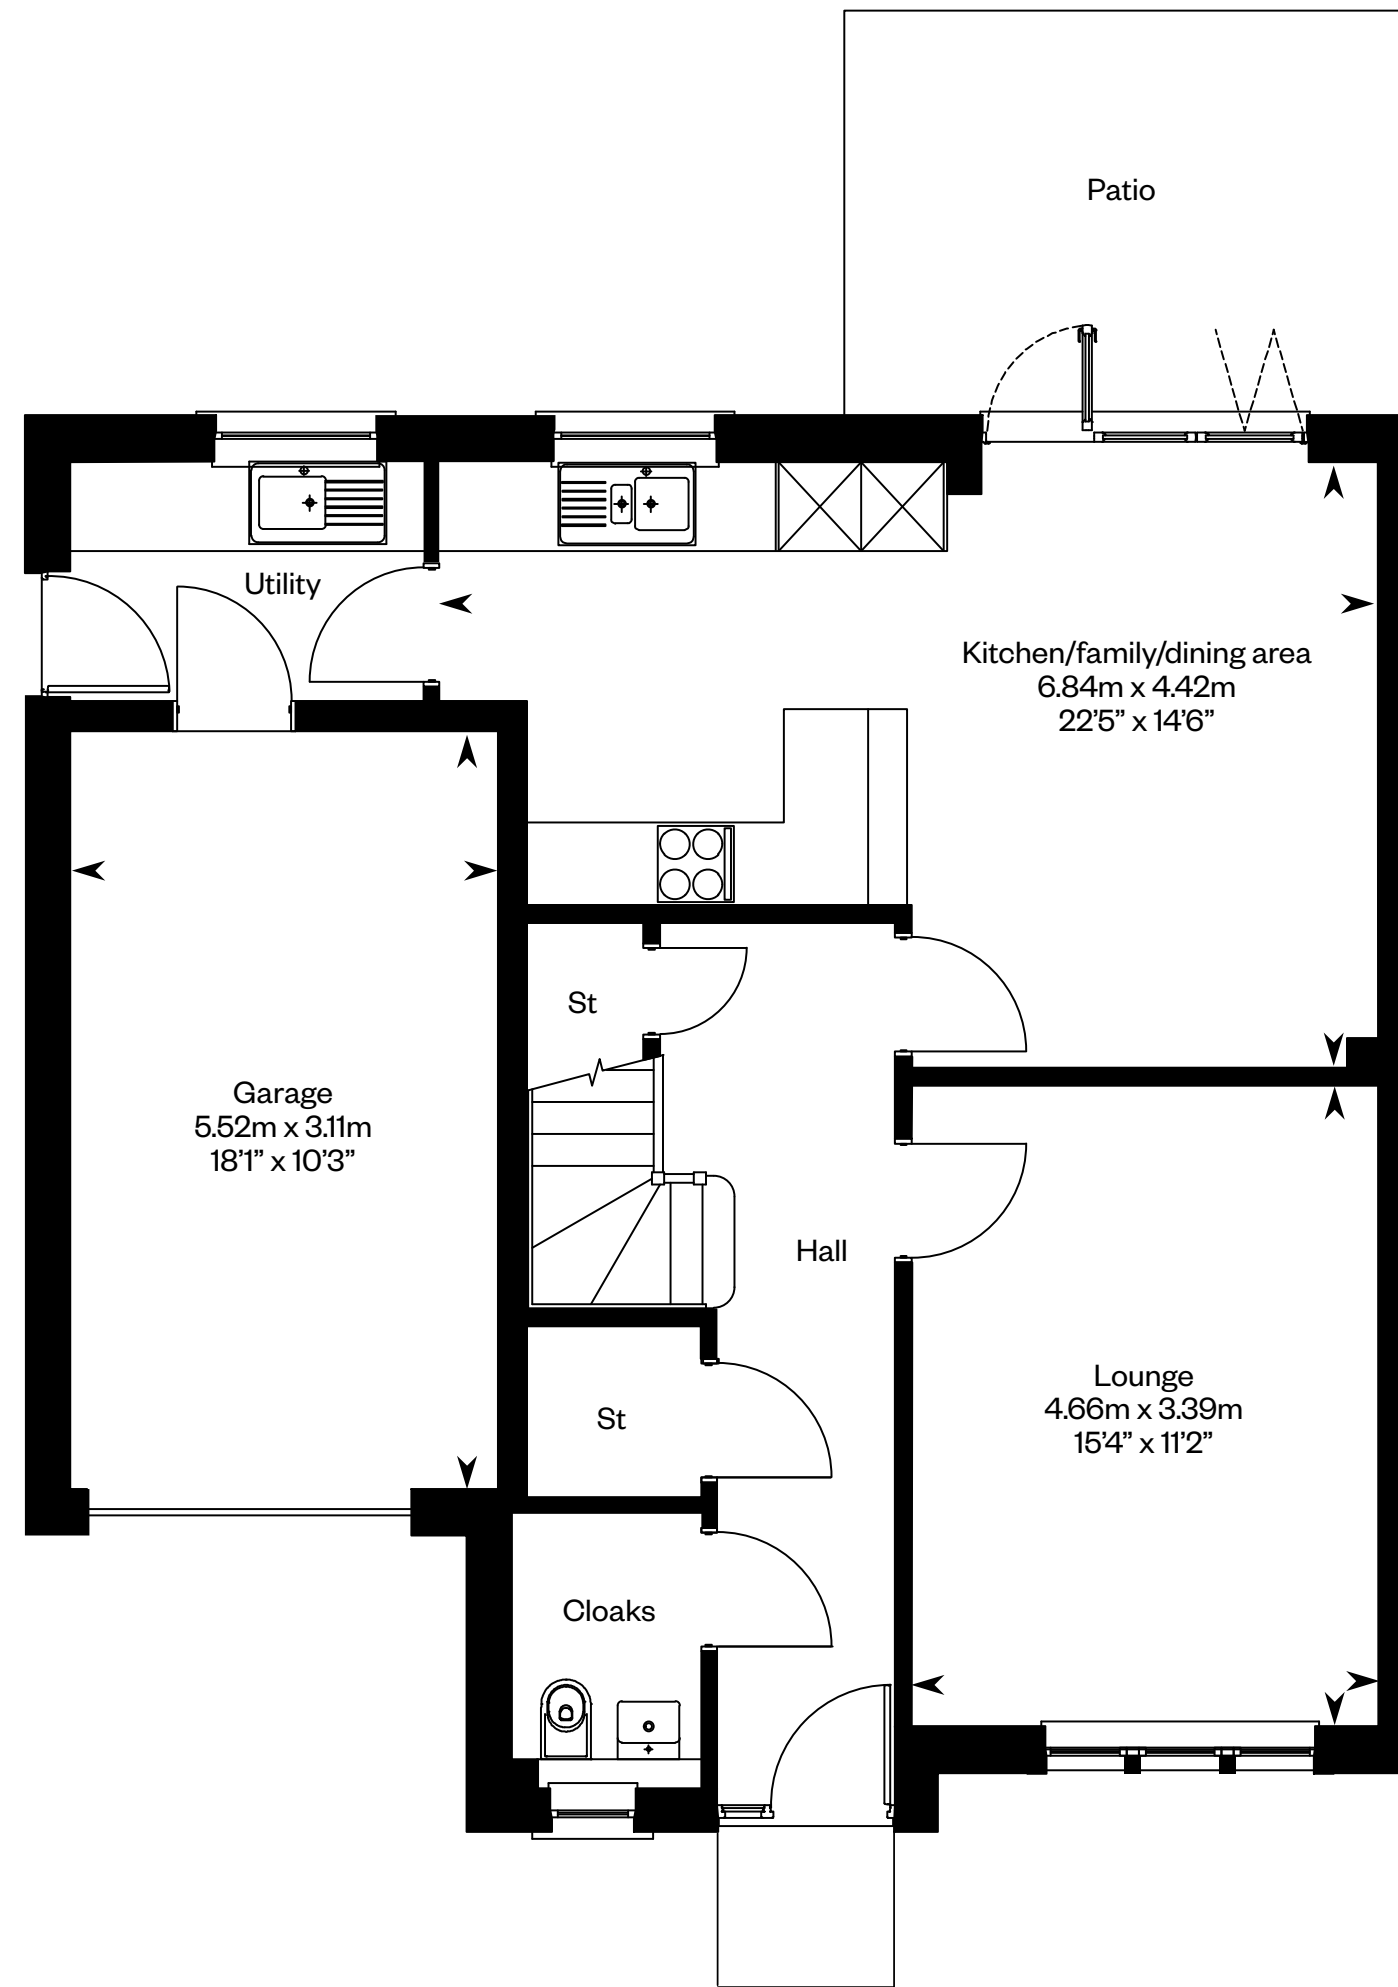 Patio
Utility
Kitchen/family/dining area
6.84m x 4.42m
22'5" x 14'6"
St
Garage
5.52m x 3.11m
18'1" x 10'3"
Hall
Lounge
4.66m x 3.39m
15'4" x 11'2"
St
Cloaks